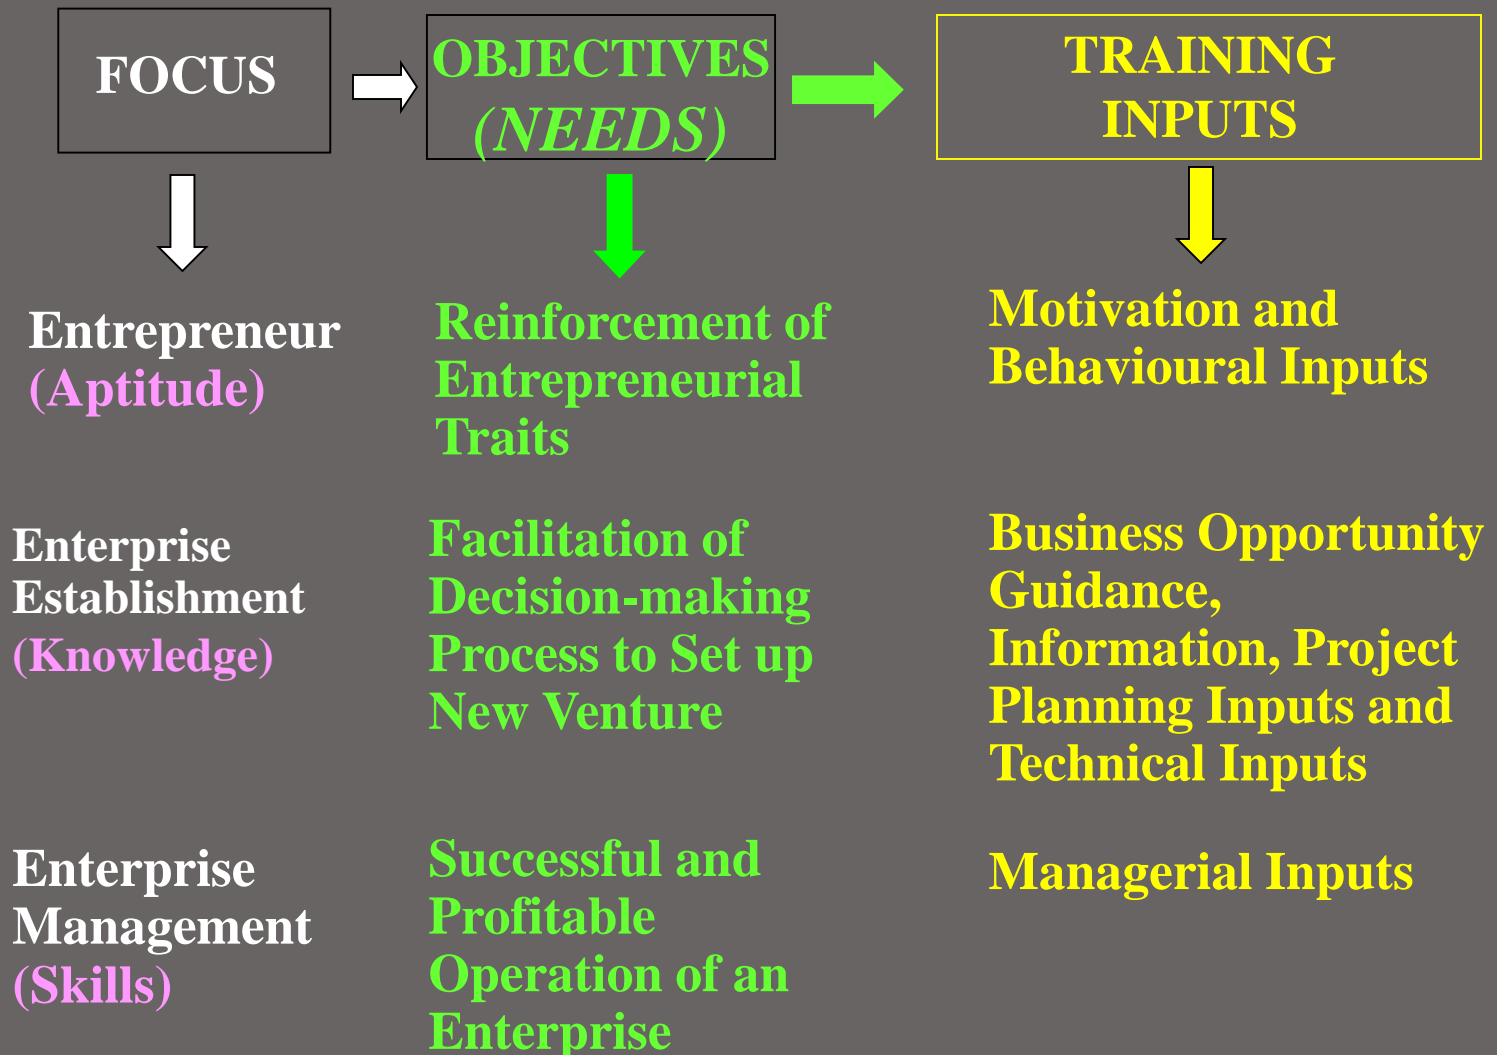 FOCUS
OBJECTIVES
(NEEDS)
TRAINING
INPUTS
Entrepreneur
(Aptitude)
Reinforcement of
Entrepreneurial
Traits
Motivation and
Behavioural Inputs
Enterprise
Establishment
(Knowledge)
Facilitation of
Decision-making
Process to Set up
New Venture
Business Opportunity
Guidance,
Information, Project
Planning Inputs and
Technical Inputs
Enterprise
Management
(Skills)
Successful and
Profitable
Operation of an
Enterprise
Managerial Inputs